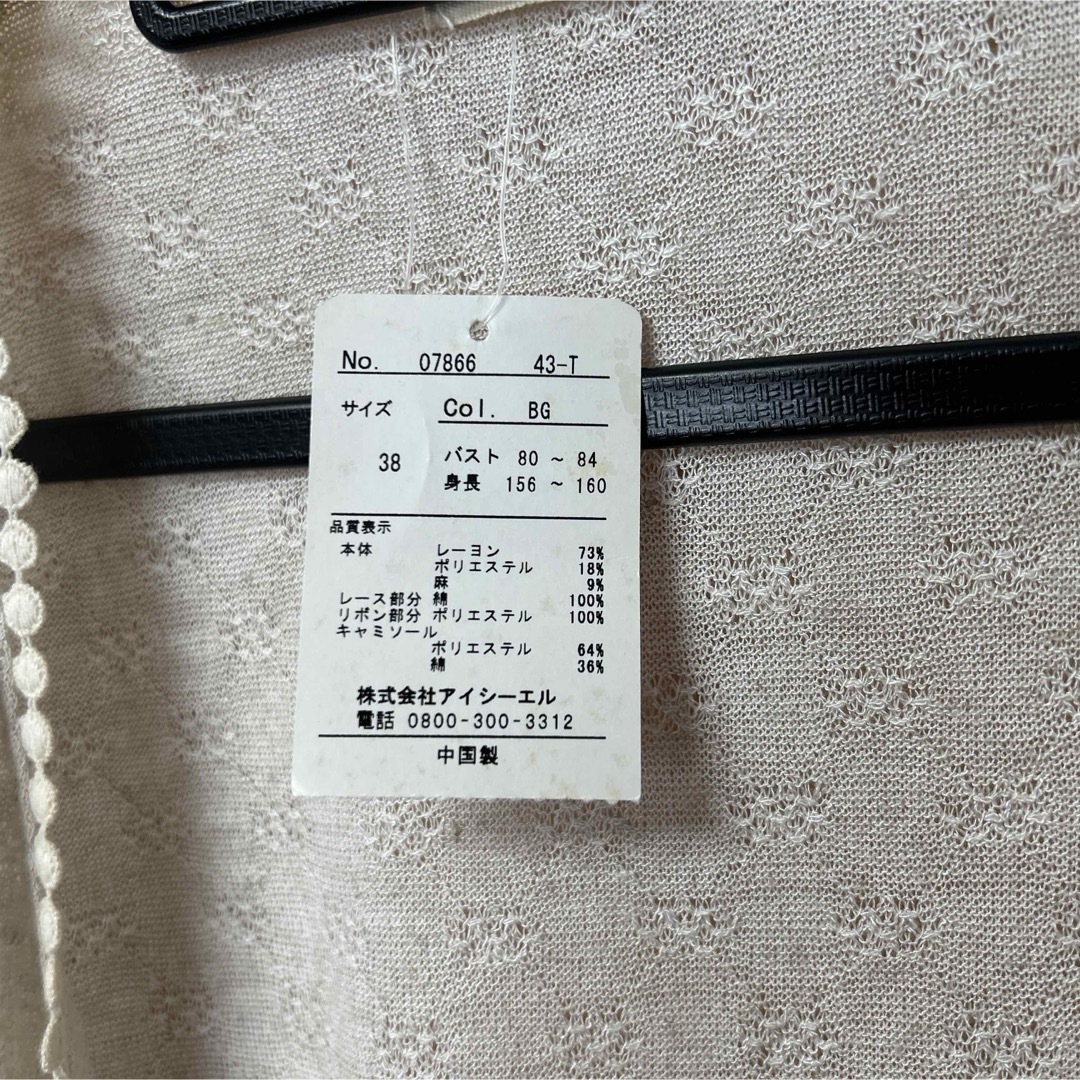 No. 07866 43-T
サイズ Col. BG
38 バスト 80 ~ 84
身長 156 ~ 160
品質表示
本体 レーヨン 73%
ポリエステル 18%
麻 9%
レース部分 綿 100%
リボン部分 ポリエステル 100%
キャミソール
ポリエステル 64%
綿 36%
株式会社アイシーエル
電話 0800-300-3312
中国製